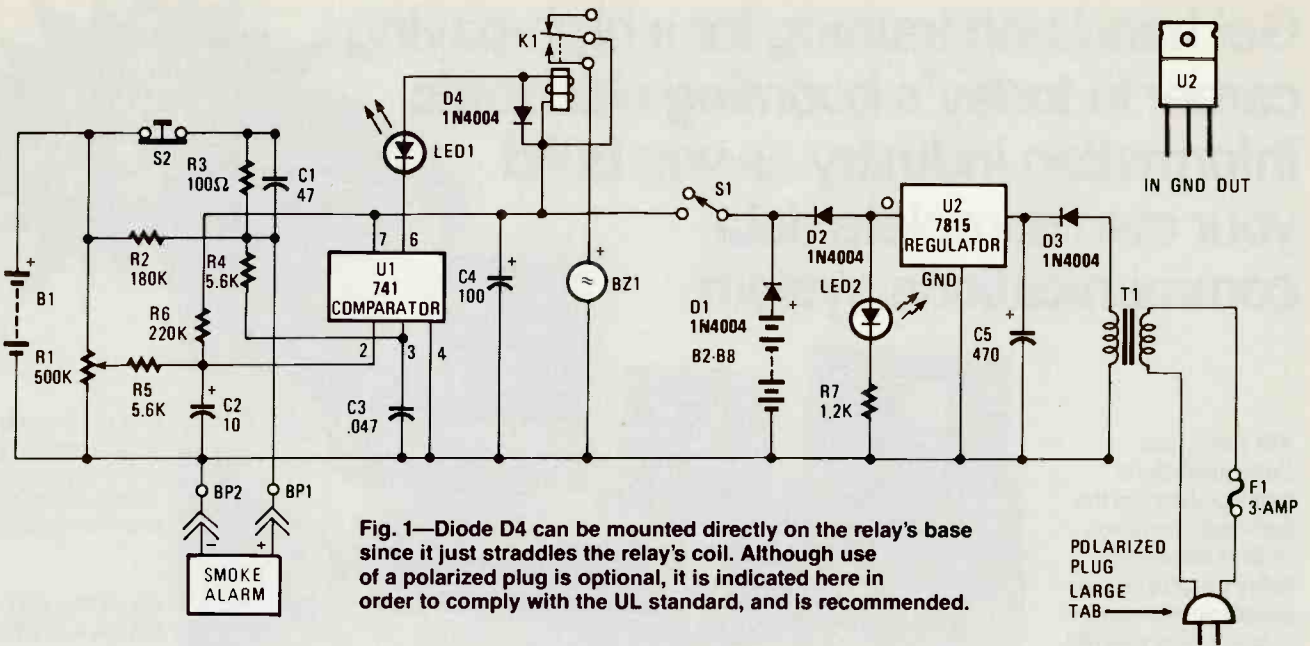 K1
D4
1N4004
LED1
S2
R3
100Ω
C1
47
R2
180K
R4
5.6K
B1
+
R6
220K
R1
500K
R5
5.6K
C2
10
+
7
6
U1
741
COMPARATOR
2
3
4
C3
.047
C4
100
+
BZ1
+
S1
D1
1N4004
B2-B8
+
D2
1N4004
LED2
R7
1.2K
U2
7815
REGULATOR
GND
C5
470
+
D3
1N4004
T1
F1
3-AMP
U2
IN GND OUT
POLARIZED
PLUG
LARGE
TAB
BP2
BP1
−
+
SMOKE
ALARM
Fig. 1—Diode D4 can be mounted directly on the relay's base
since it just straddles the relay's coil. Although use
of a polarized plug is optional, it is indicated here in
order to comply with the UL standard, and is recommended.